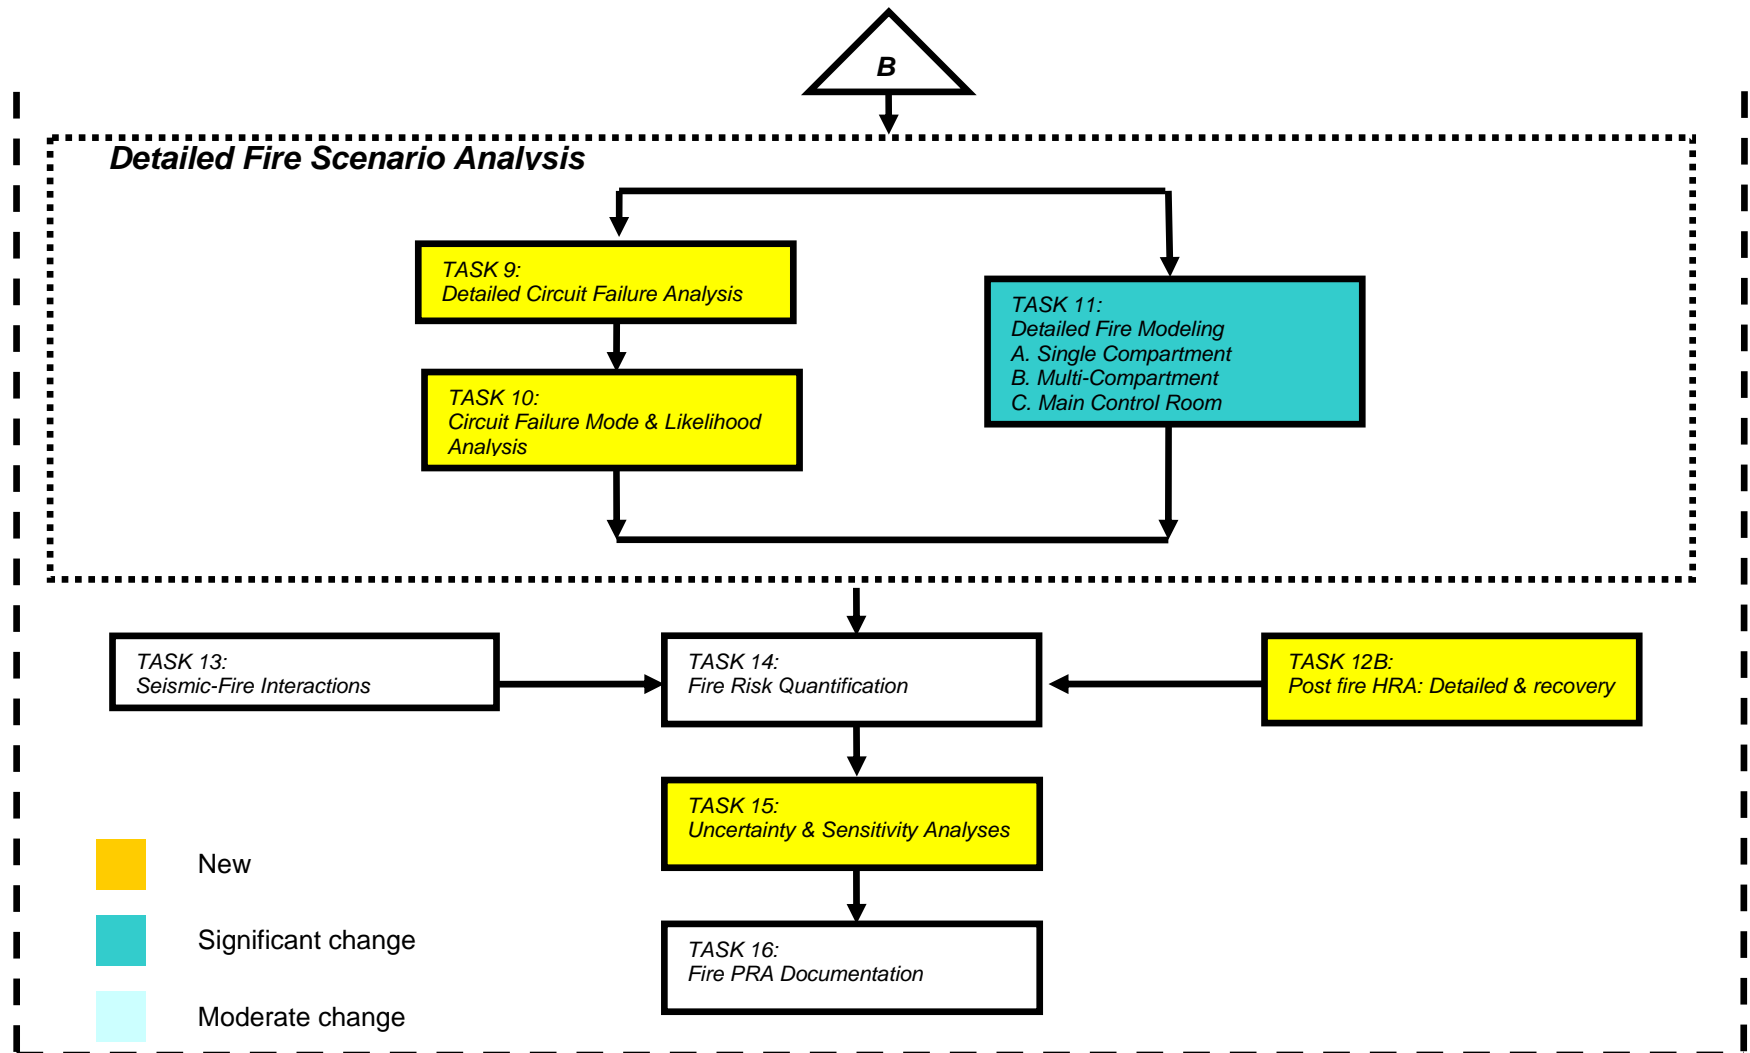 B
Detailed Fire Scenario Analysis
TASK 9:
Detailed Circuit Failure Analysis
TASK 10:
Circuit Failure Mode & Likelihood
Analysis
TASK 11:
Detailed Fire Modeling
A. Single Compartment
B. Multi-Compartment
C. Main Control Room
TASK 13:
Seismic-Fire Interactions
TASK 14:
Fire Risk Quantification
TASK 12B:
Post fire HRA: Detailed & recovery
TASK 15:
Uncertainty & Sensitivity Analyses
TASK 16:
Fire PRA Documentation
New
Significant change
Moderate change